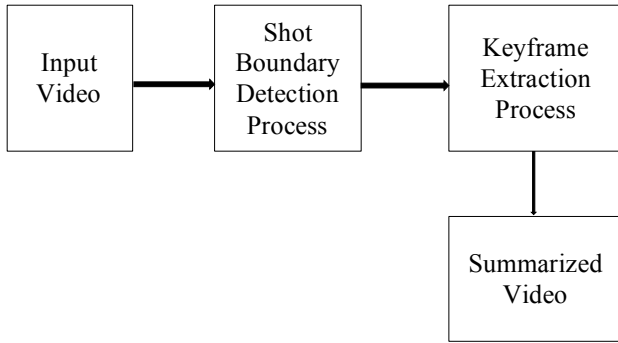 Input
Video
Shot
Boundary
Detection
Process
Keyframe
Extraction
Process
Summarized
Video